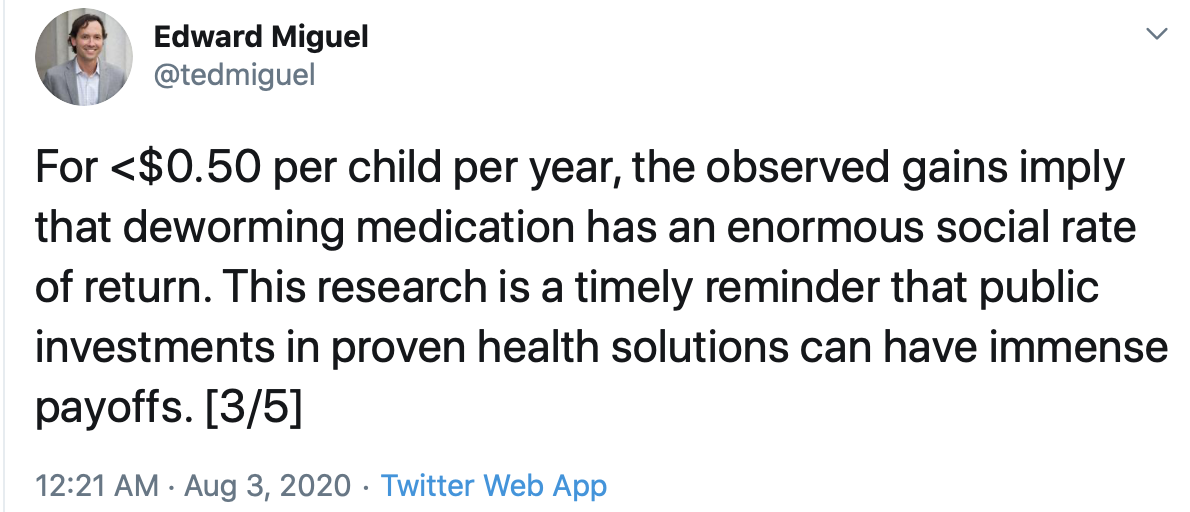 Edward Miguel
@tedmiguel
For <$0.50 per child per year, the observed gains imply
that deworming medication has an enormous social rate
of return. This research is a timely reminder that public
investments in proven health solutions can have immense
payoffs. [3/5]
12:21 AM · Aug 3, 2020 · Twitter Web App